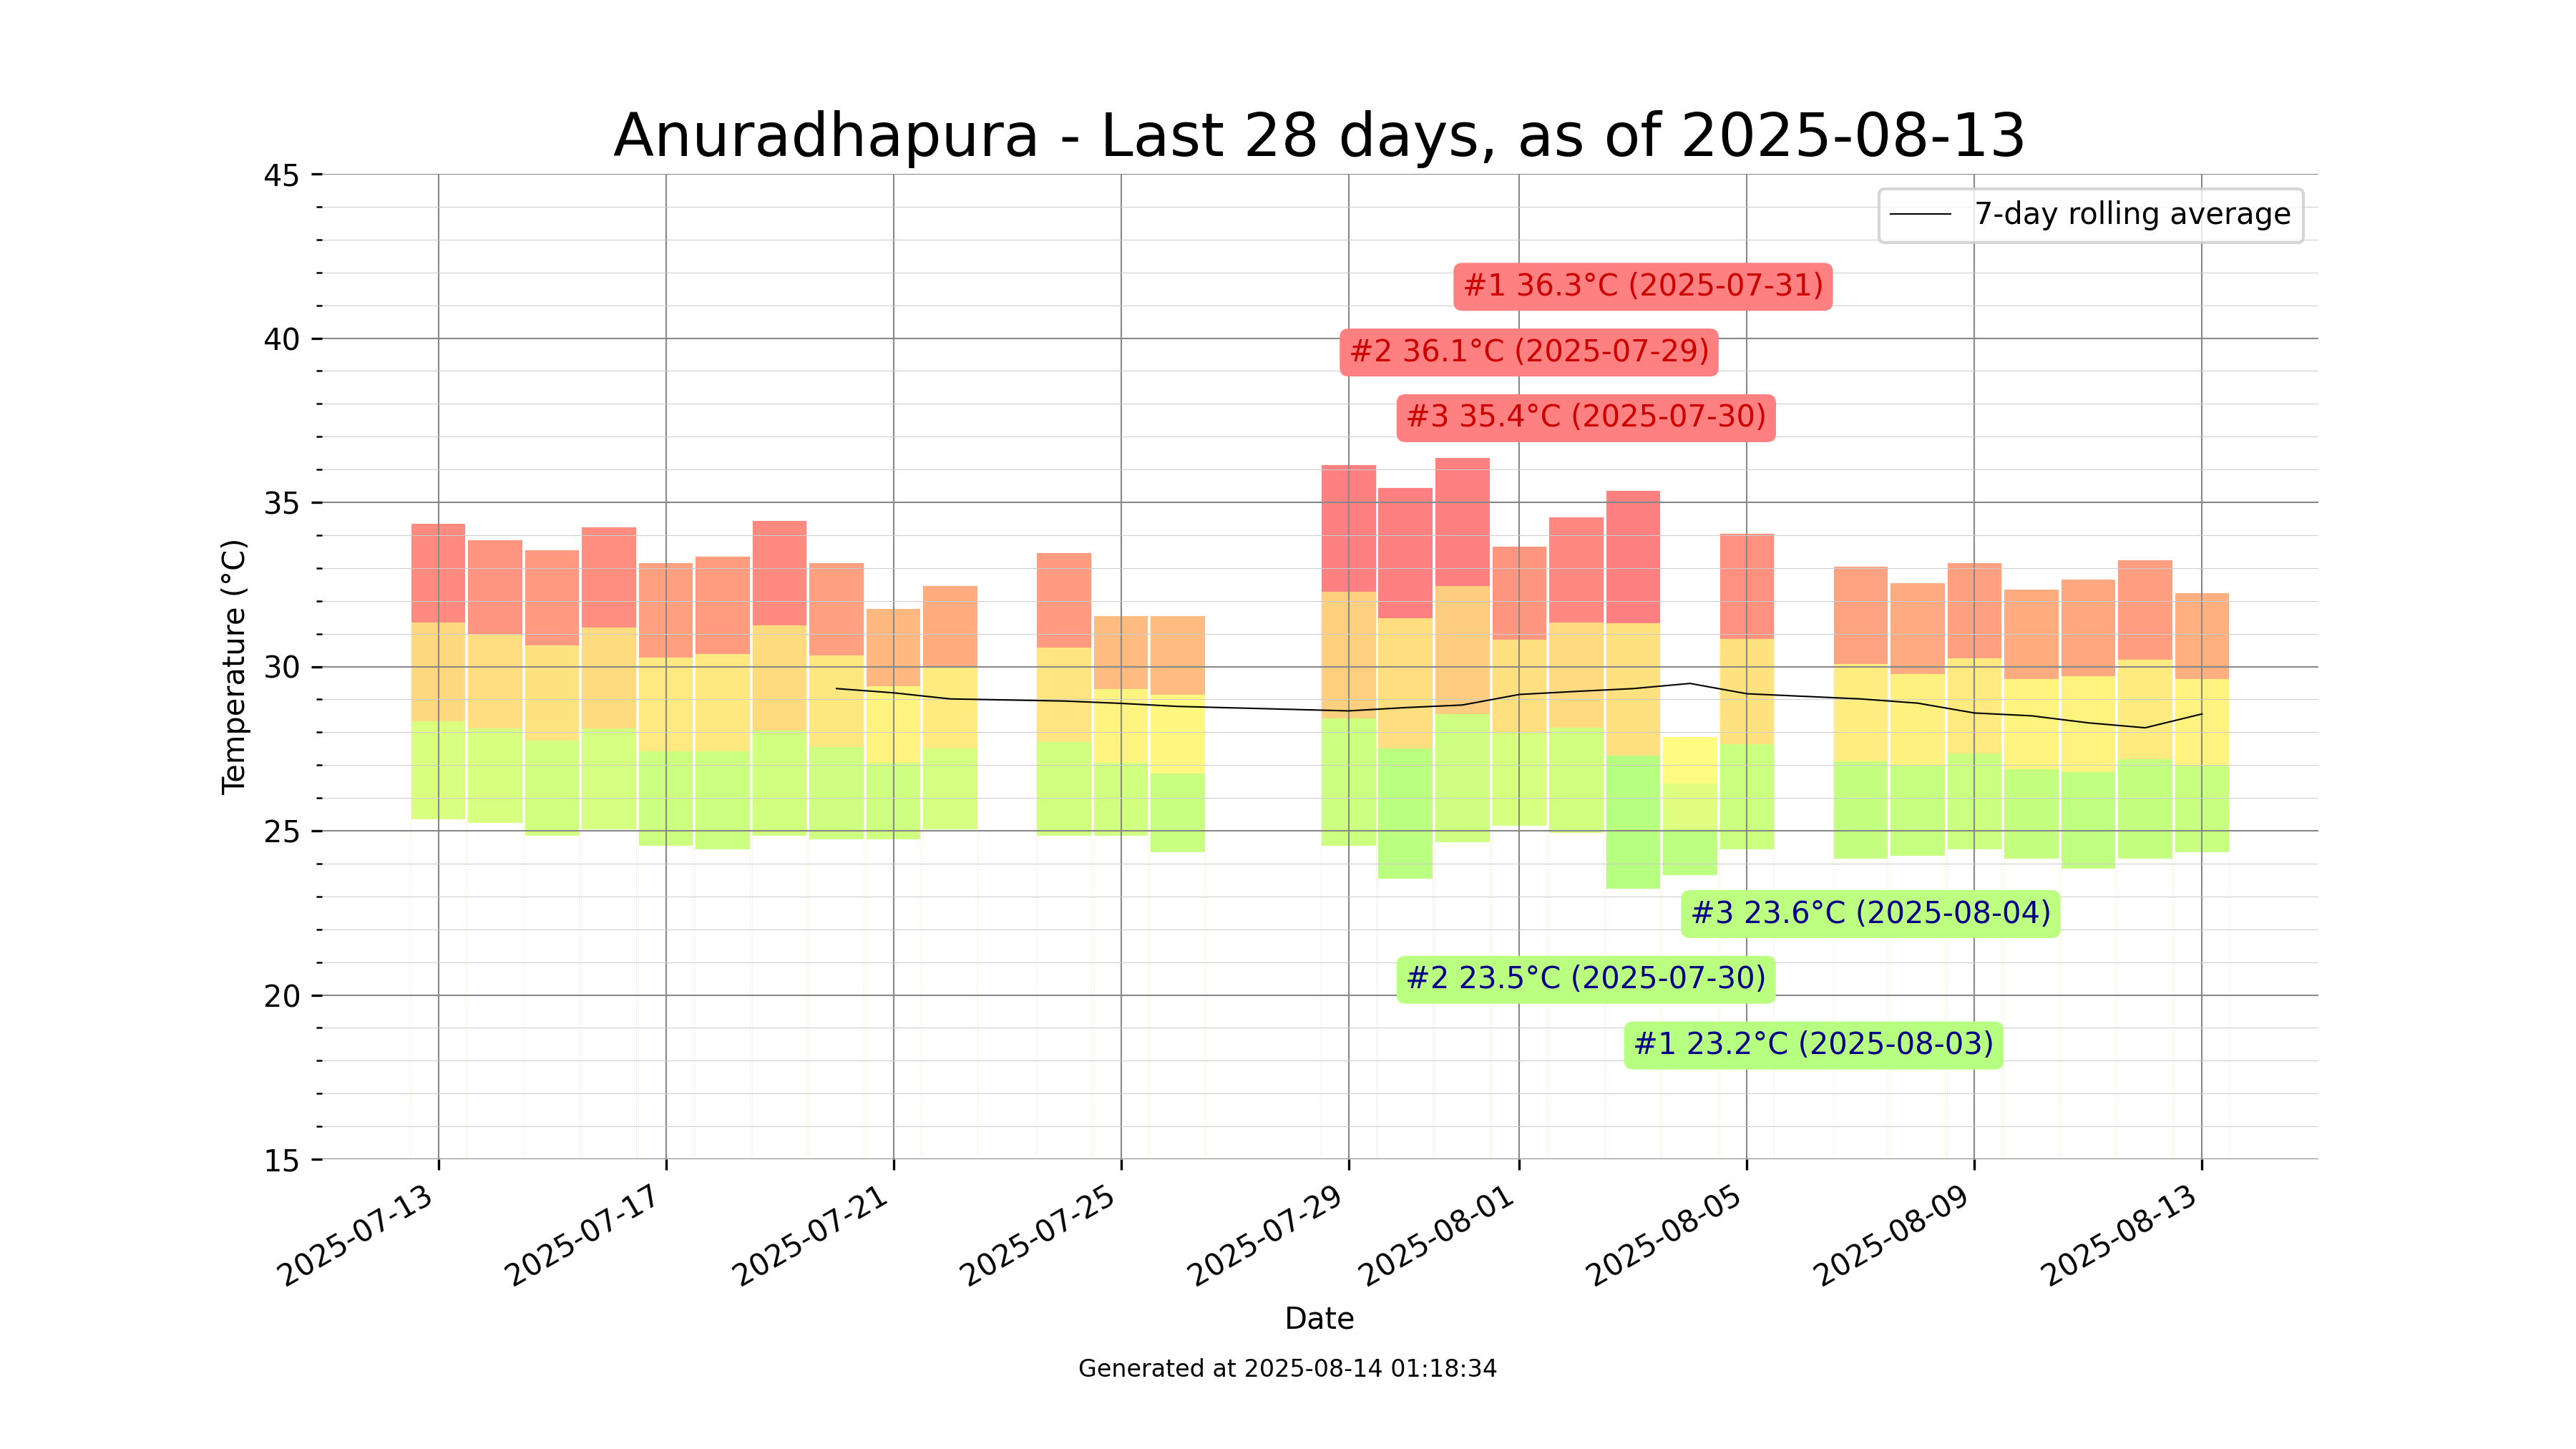 Anuradhapura - Last 28 days, as of 2025-08-13
45
7-day rolling average
#1 36.3°C (2025-07-31)
40
#2 36.1°C (2025-07-29)
#3 35.4°C (2025-07-30)
35
30
Temperature (°C)
25
#3 23.6°C (2025-08-04)
#2 23.5°C (2025-07-30)
20
#1 23.2°C (2025-08-03)
15
2025-07-13
2025-07-17
2025-07-21
2025-07-25
2025-07-29
2025-08-01
2025-08-05
2025-08-09
2025-08-13
Date
Generated at 2025-08-14 01:18:34